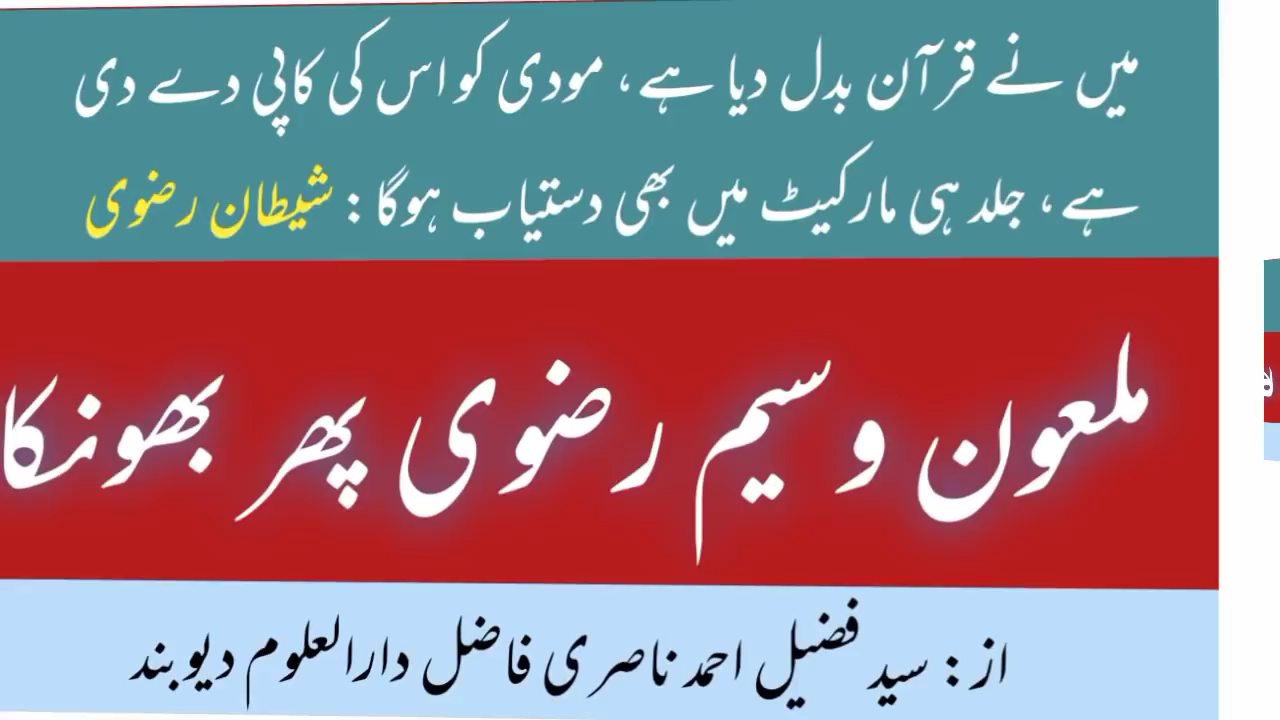 میں نے قرآن بدل دیا ہے، مودی کو اس کی کاپی دے دی
ہے، جلد ہی مارکیٹ میں بھی دستیاب ہوگا: شیطان رضوی
ملعون وسیم رضوی پھر بھونکا
از: سید فضیل احمد ناصری فاضل دارالعلوم دیوبند